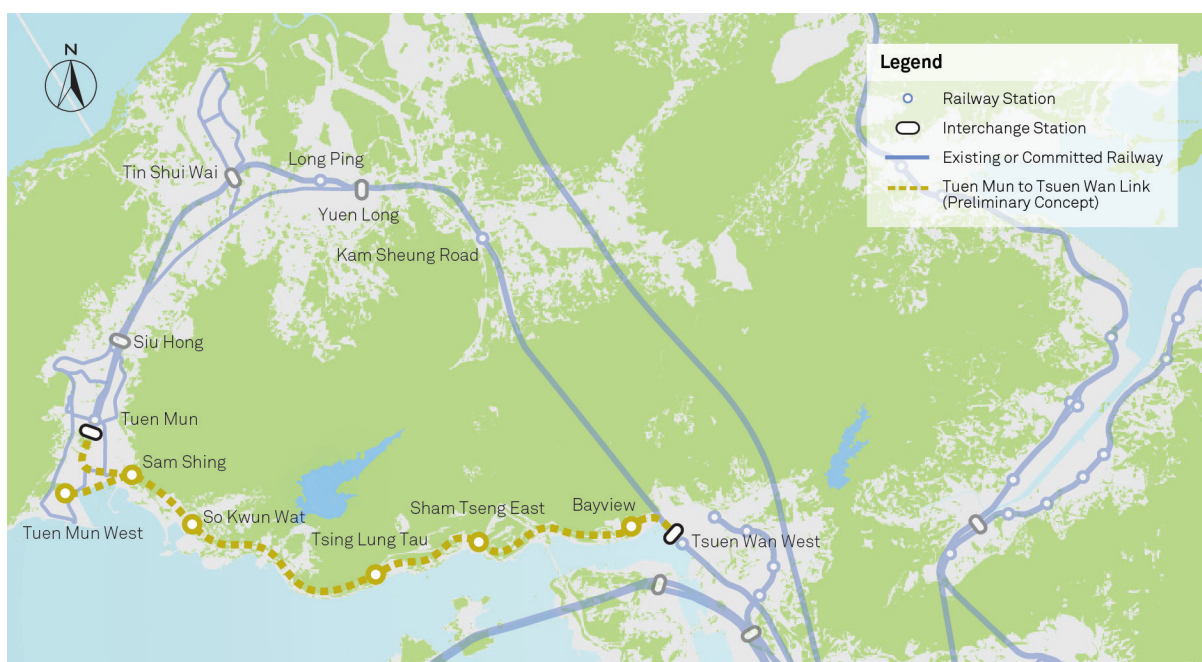 N
Legend
Railway Station
Interchange Station
Existing or Committed Railway
Tuen Mun to Tsuen Wan Link
(Preliminary Concept)
Tin Shui Wai
Long Ping
Yuen Long
Kam Sheung Road
Siu Hong
Tuen Mun
Sam Shing
Tuen Mun West
So Kwun Wat
Tsing Lung Tau
Sham Tseng East
Bayview
Tsuen Wan West